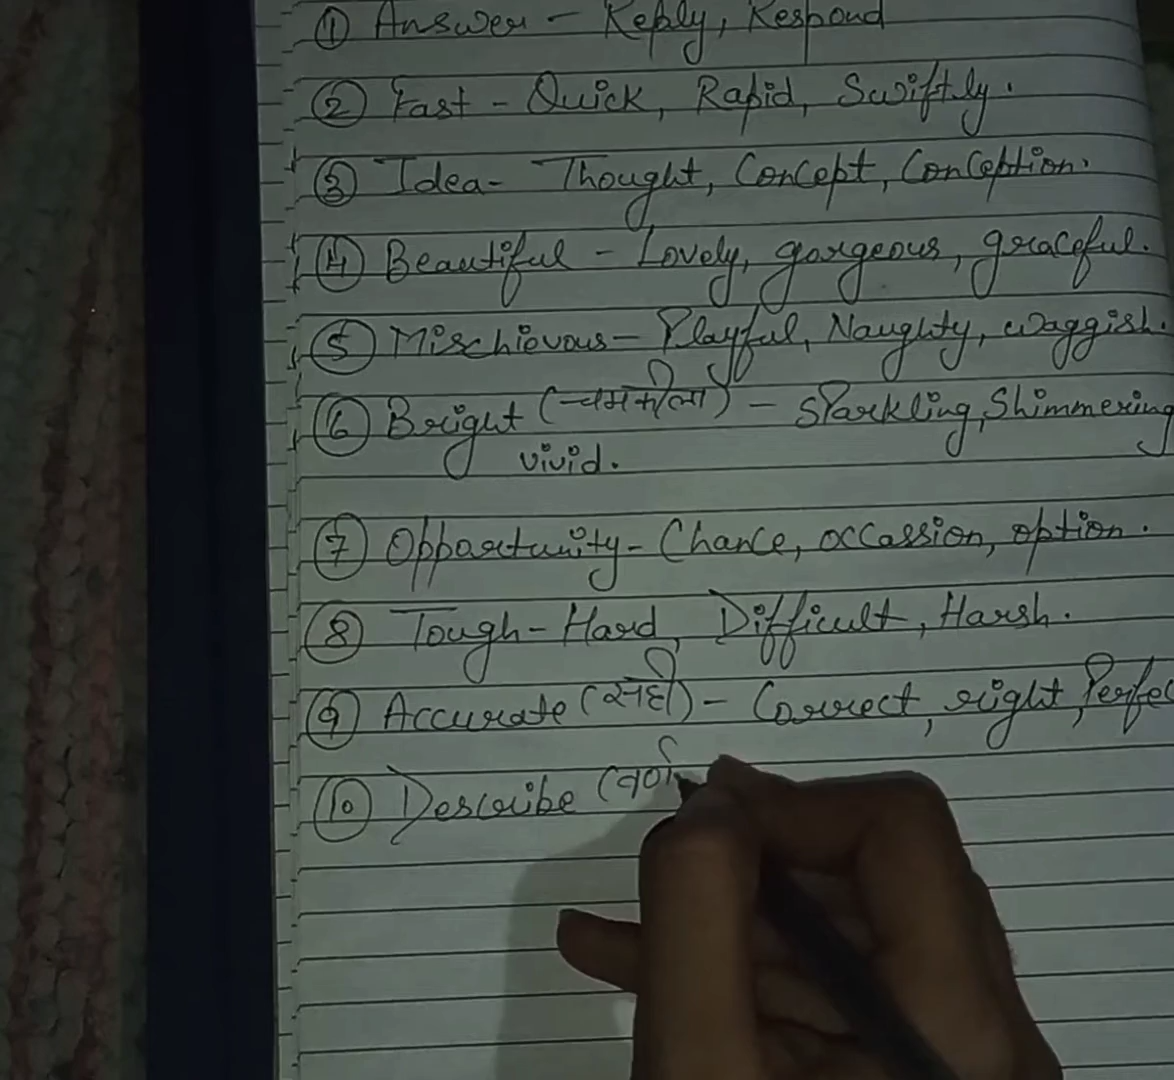 ① Answer - Reply, Respond
② Fast - Quick, Rapid, Swiftly.
③ Idea- Thought, Concept, Conception.
④ Beautiful - Lovely, gorgeous, graceful.
⑤ Mischievous - Playful, Naughty, waggish.
⑥ Bright (चमकीला) - sParkling, Shimmering
vivid.
⑦ Opportunity - Chance, occassion, option.
⑧ Tough - Hard, Difficult, Harsh.
⑨ Accurate (सही) - Correct, right, Perfec
⑩ Describe (वर्ण